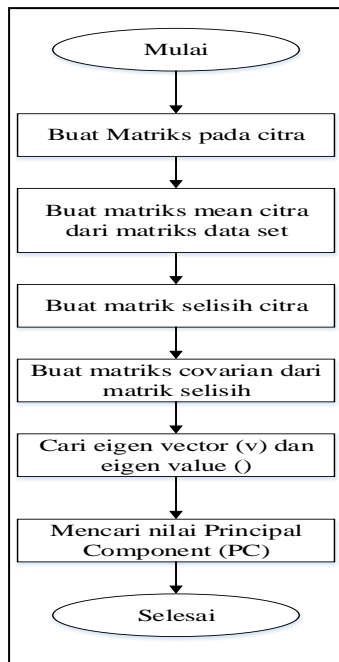 Mulai
Buat Matriks pada citra
Buat matriks mean citra
dari matriks data set
Buat matrik selisih citra
Buat matriks covarian dari
matrik selisih
Cari eigen vector (v) dan
eigen value ()
Mencari nilai Principal
Component (PC)
Selesai